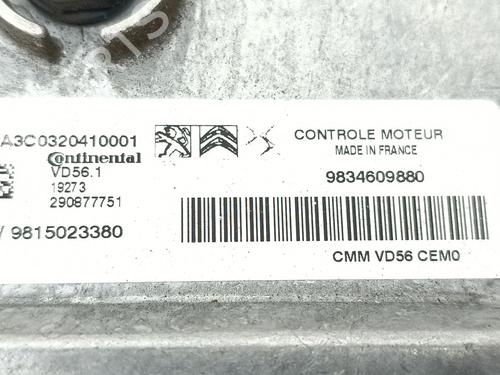 A3C0320410001
Continental
VD56.1
19273
290877751
/ 9815023380
CONTROLE MOTEUR
MADE IN FRANCE
9834609880
CMM VD56 CEM0